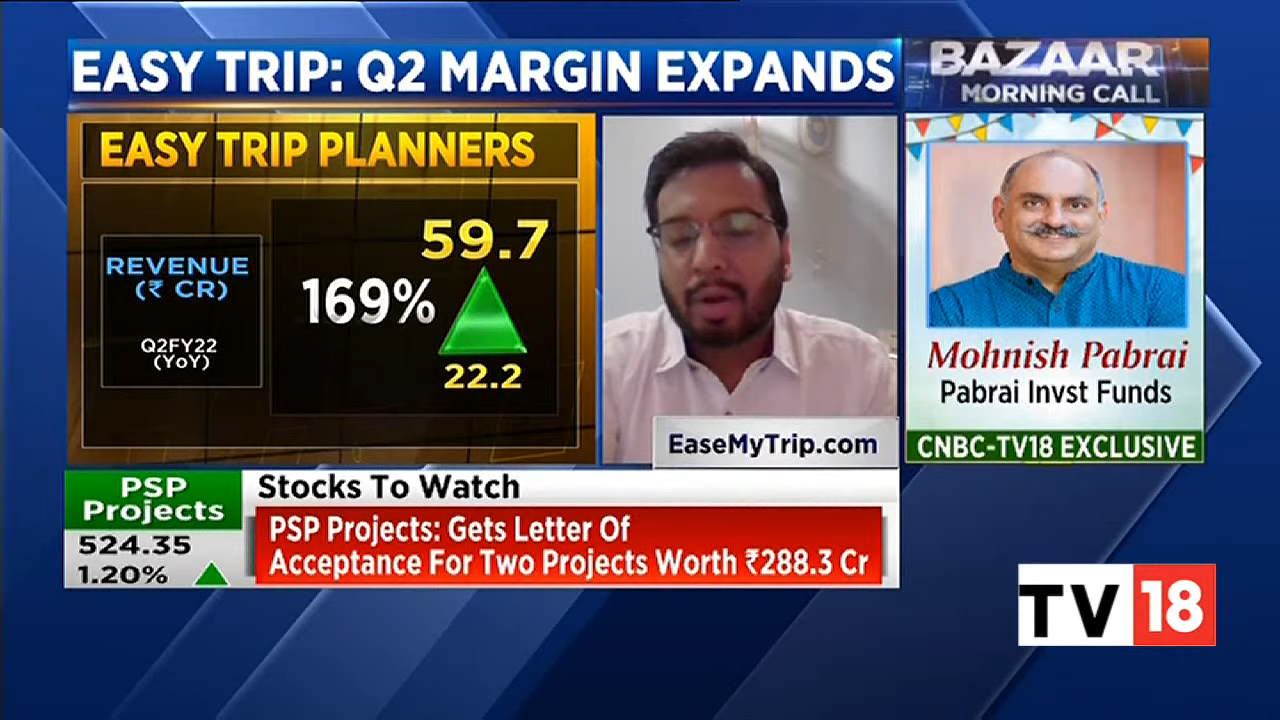 EASY TRIP: Q2 MARGIN EXPANDS
BAZAAR
MORNING CALL
EASY TRIP PLANNERS
REVENUE
(₹ CR)
Q2FY22
(YoY)
59.7
169%
22.2
EaseMyTrip.com
Mohnish Pabrai
Pabrai Invst Funds
CNBC-TV18 EXCLUSIVE
PSP
Projects
524.35
1.20%
Stocks To Watch
PSP Projects: Gets Letter Of
Acceptance For Two Projects Worth ₹288.3 Cr
TV18